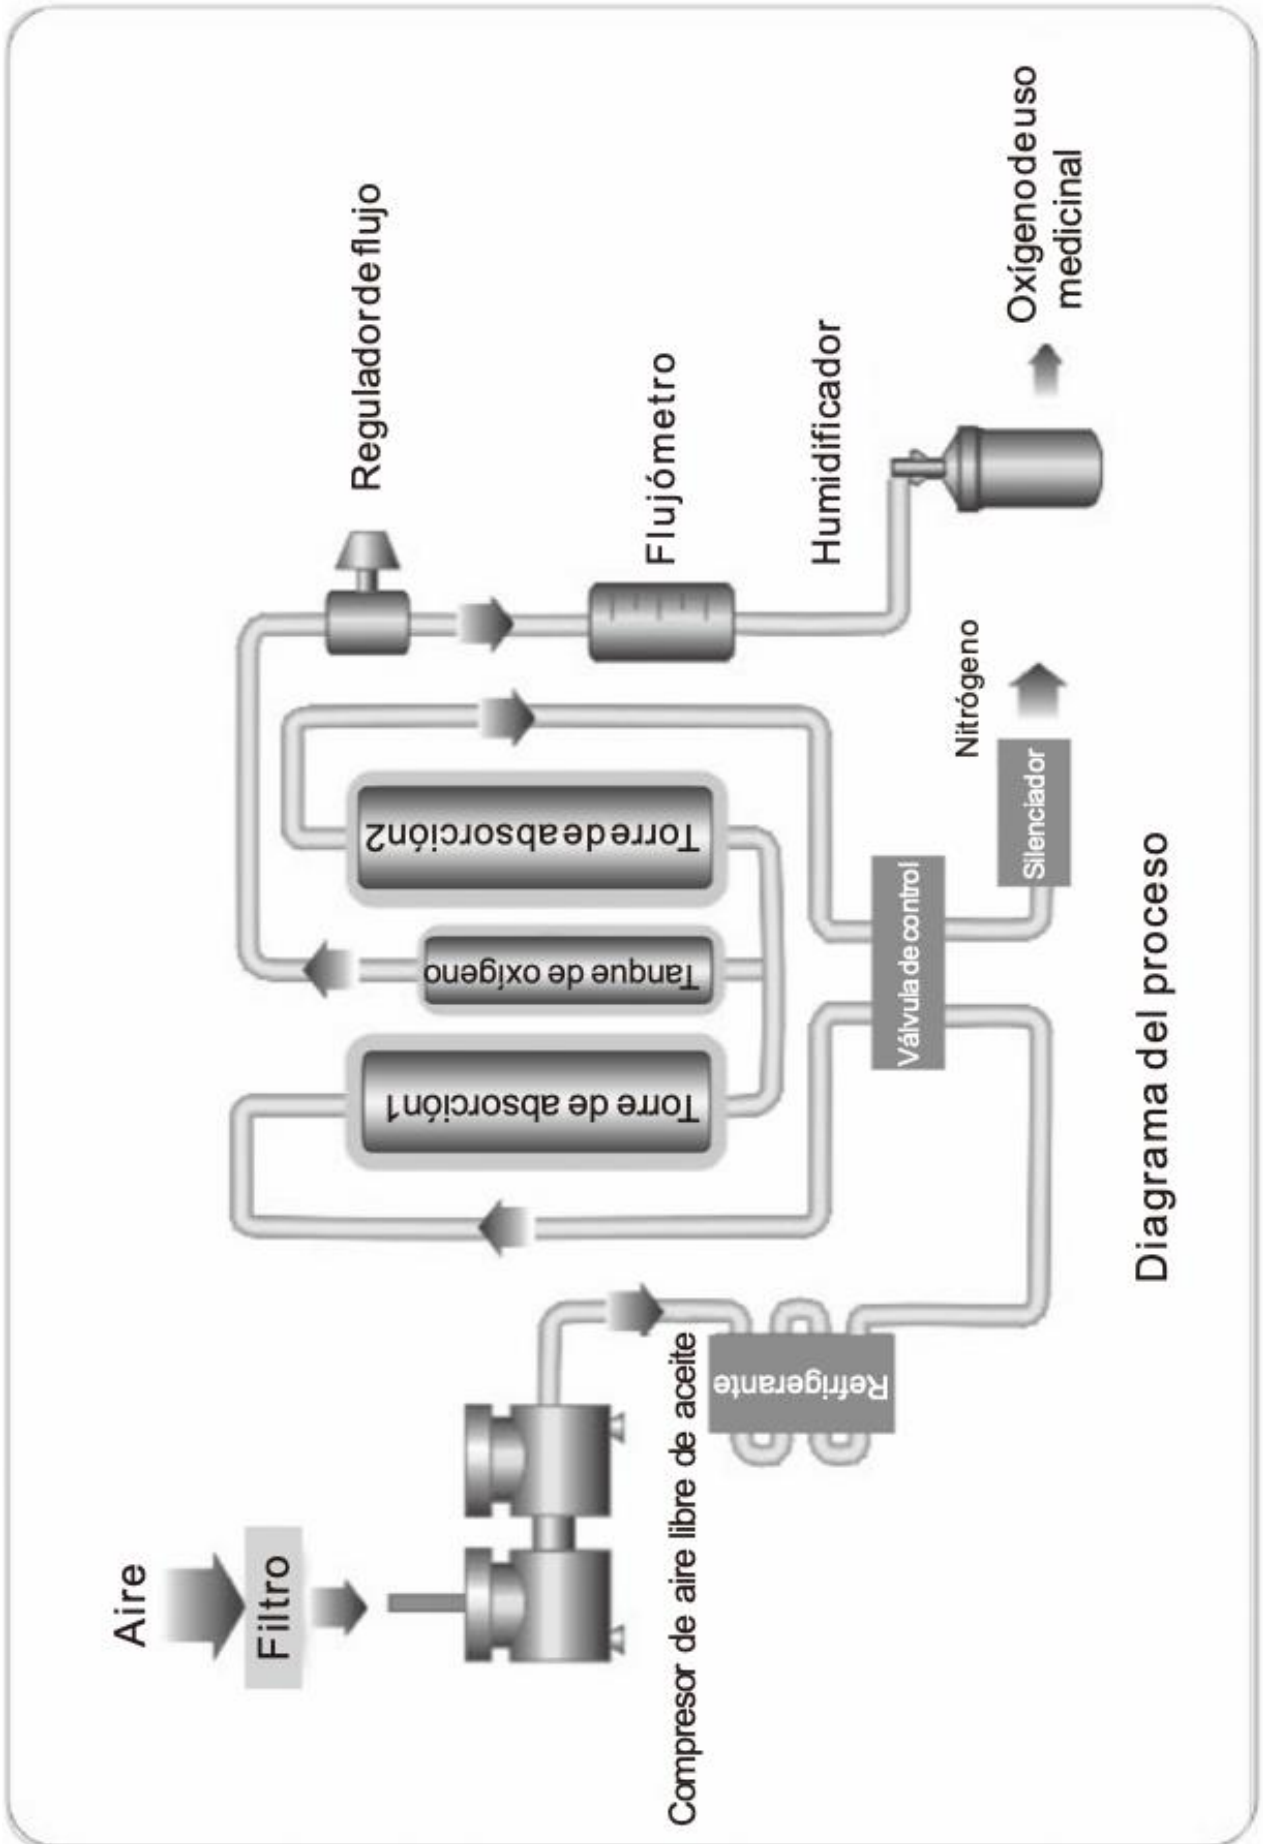 Aire
Filtro
Compresor de aire libre de aceite
Refrigerante
Torre de absorción1
Tanque de oxígeno
Torre de absorción2
Válvula de control
Silenciador
Nitrógeno
Regulador de flujo
Flujómetro
Humidificador
Oxígeno de uso
medicinal
Diagrama del proceso